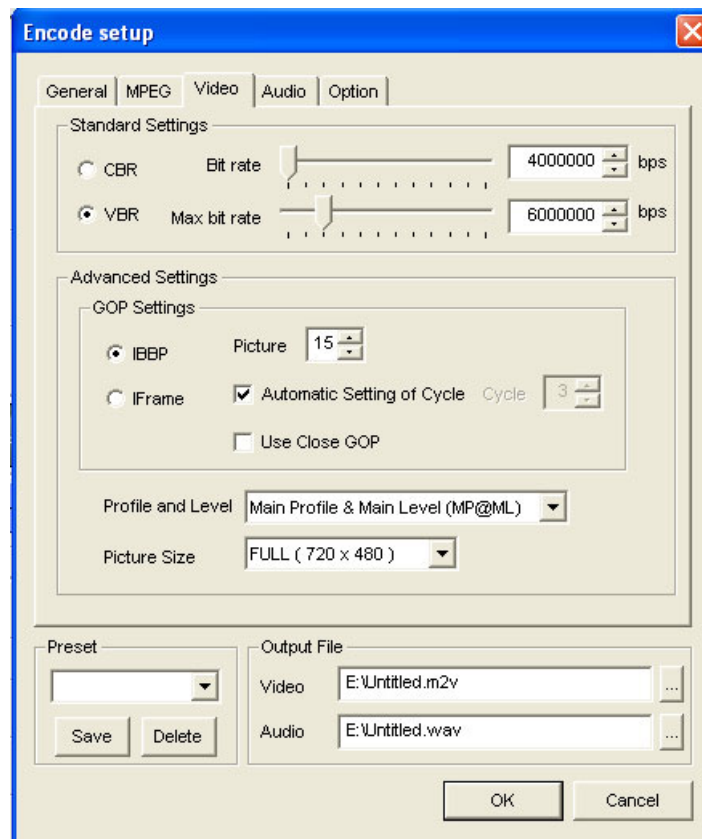 Encode setup
General MPEG Video Audio Option
Standard Settings
CBR Bit rate 4000000 bps
VBR Max bit rate 6000000 bps
Advanced Settings
GOP Settings
IBBP Picture 15
IFrame Automatic Setting of Cycle Cycle 3
Use Close GOP
Profile and Level Main Profile & Main Level (MP@ML)
Picture Size FULL ( 720 x 480 )
Preset
Save Delete
Output File
Video E:\Untitled.m2v ...
Audio E:\Untitled.wav ...
OK Cancel